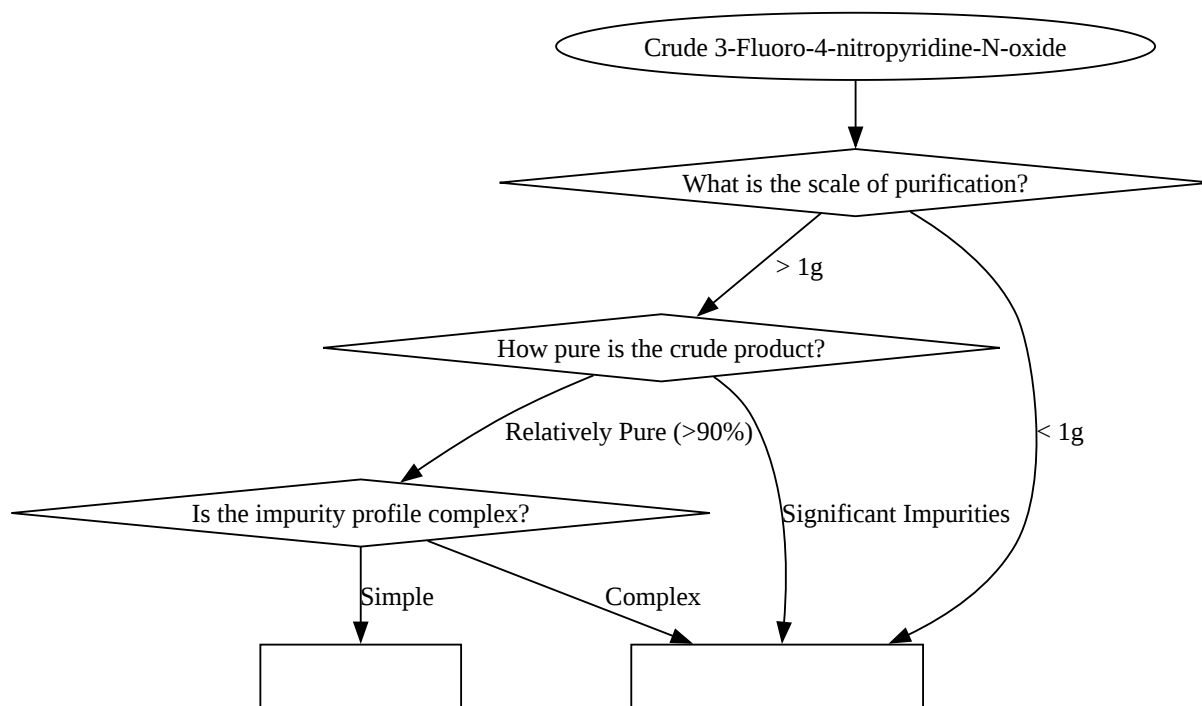 Crude 3-Fluoro-4-nitropyridine-N-oxide
What is the scale of purification?
> 1g
How pure is the crude product?
Relatively Pure (>90%)
< 1g
Is the impurity profile complex?
Significant Impurities
Simple
Complex